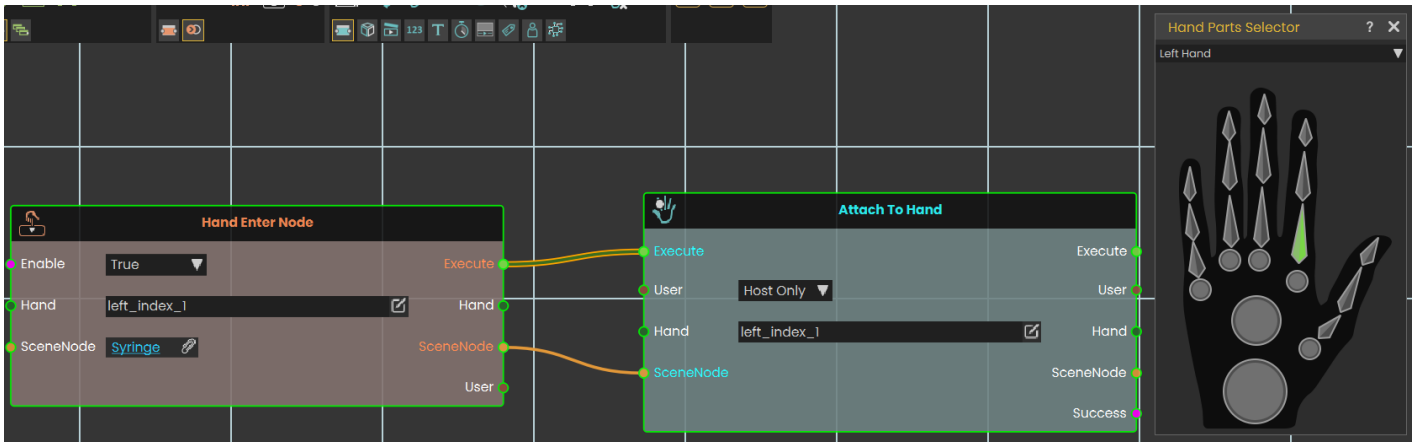 123 T
Hand Parts Selector ? X
Left Hand
Hand Enter Node
Enable True Execute
Hand left_index_1 Hand
SceneNode Syringe SceneNode
User
Attach To Hand
Execute Execute
User Host Only User
Hand left_index_1 Hand
SceneNode SceneNode
Success